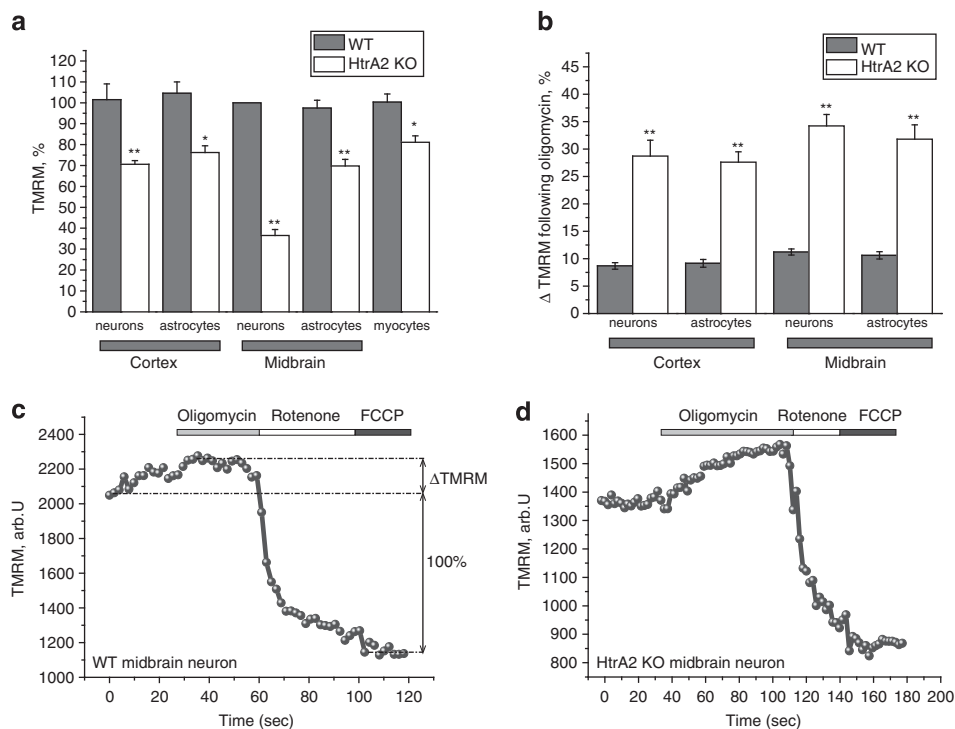 a
WT
HtrA2 KO
TMRM, %
120
110
100
90
80
70
60
50
40
30
20
10
0
** * ** ** *
neurons astrocytes neurons astrocytes myocytes
Cortex Midbrain
b
WT
HtrA2 KO
Δ TMRM following oligomycin, %
45
40
35
30
25
20
15
10
5
0
** ** ** **
neurons astrocytes neurons astrocytes
Cortex Midbrain
c
Oligomycin Rotenone FCCP
TMRM, arb.U
2400
2200
2000
1800
1600
1400
1200
1000
ΔTMRM
100%
WT midbrain neuron
0 20 40 60 80 100 120
Time (sec)
d
Oligomycin Rotenone FCCP
TMRM, arb.U
1600
1500
1400
1300
1200
1100
1000
900
800
HtrA2 KO midbrain neuron
0 20 40 60 80 100 120 140 160 180 200
Time (sec)